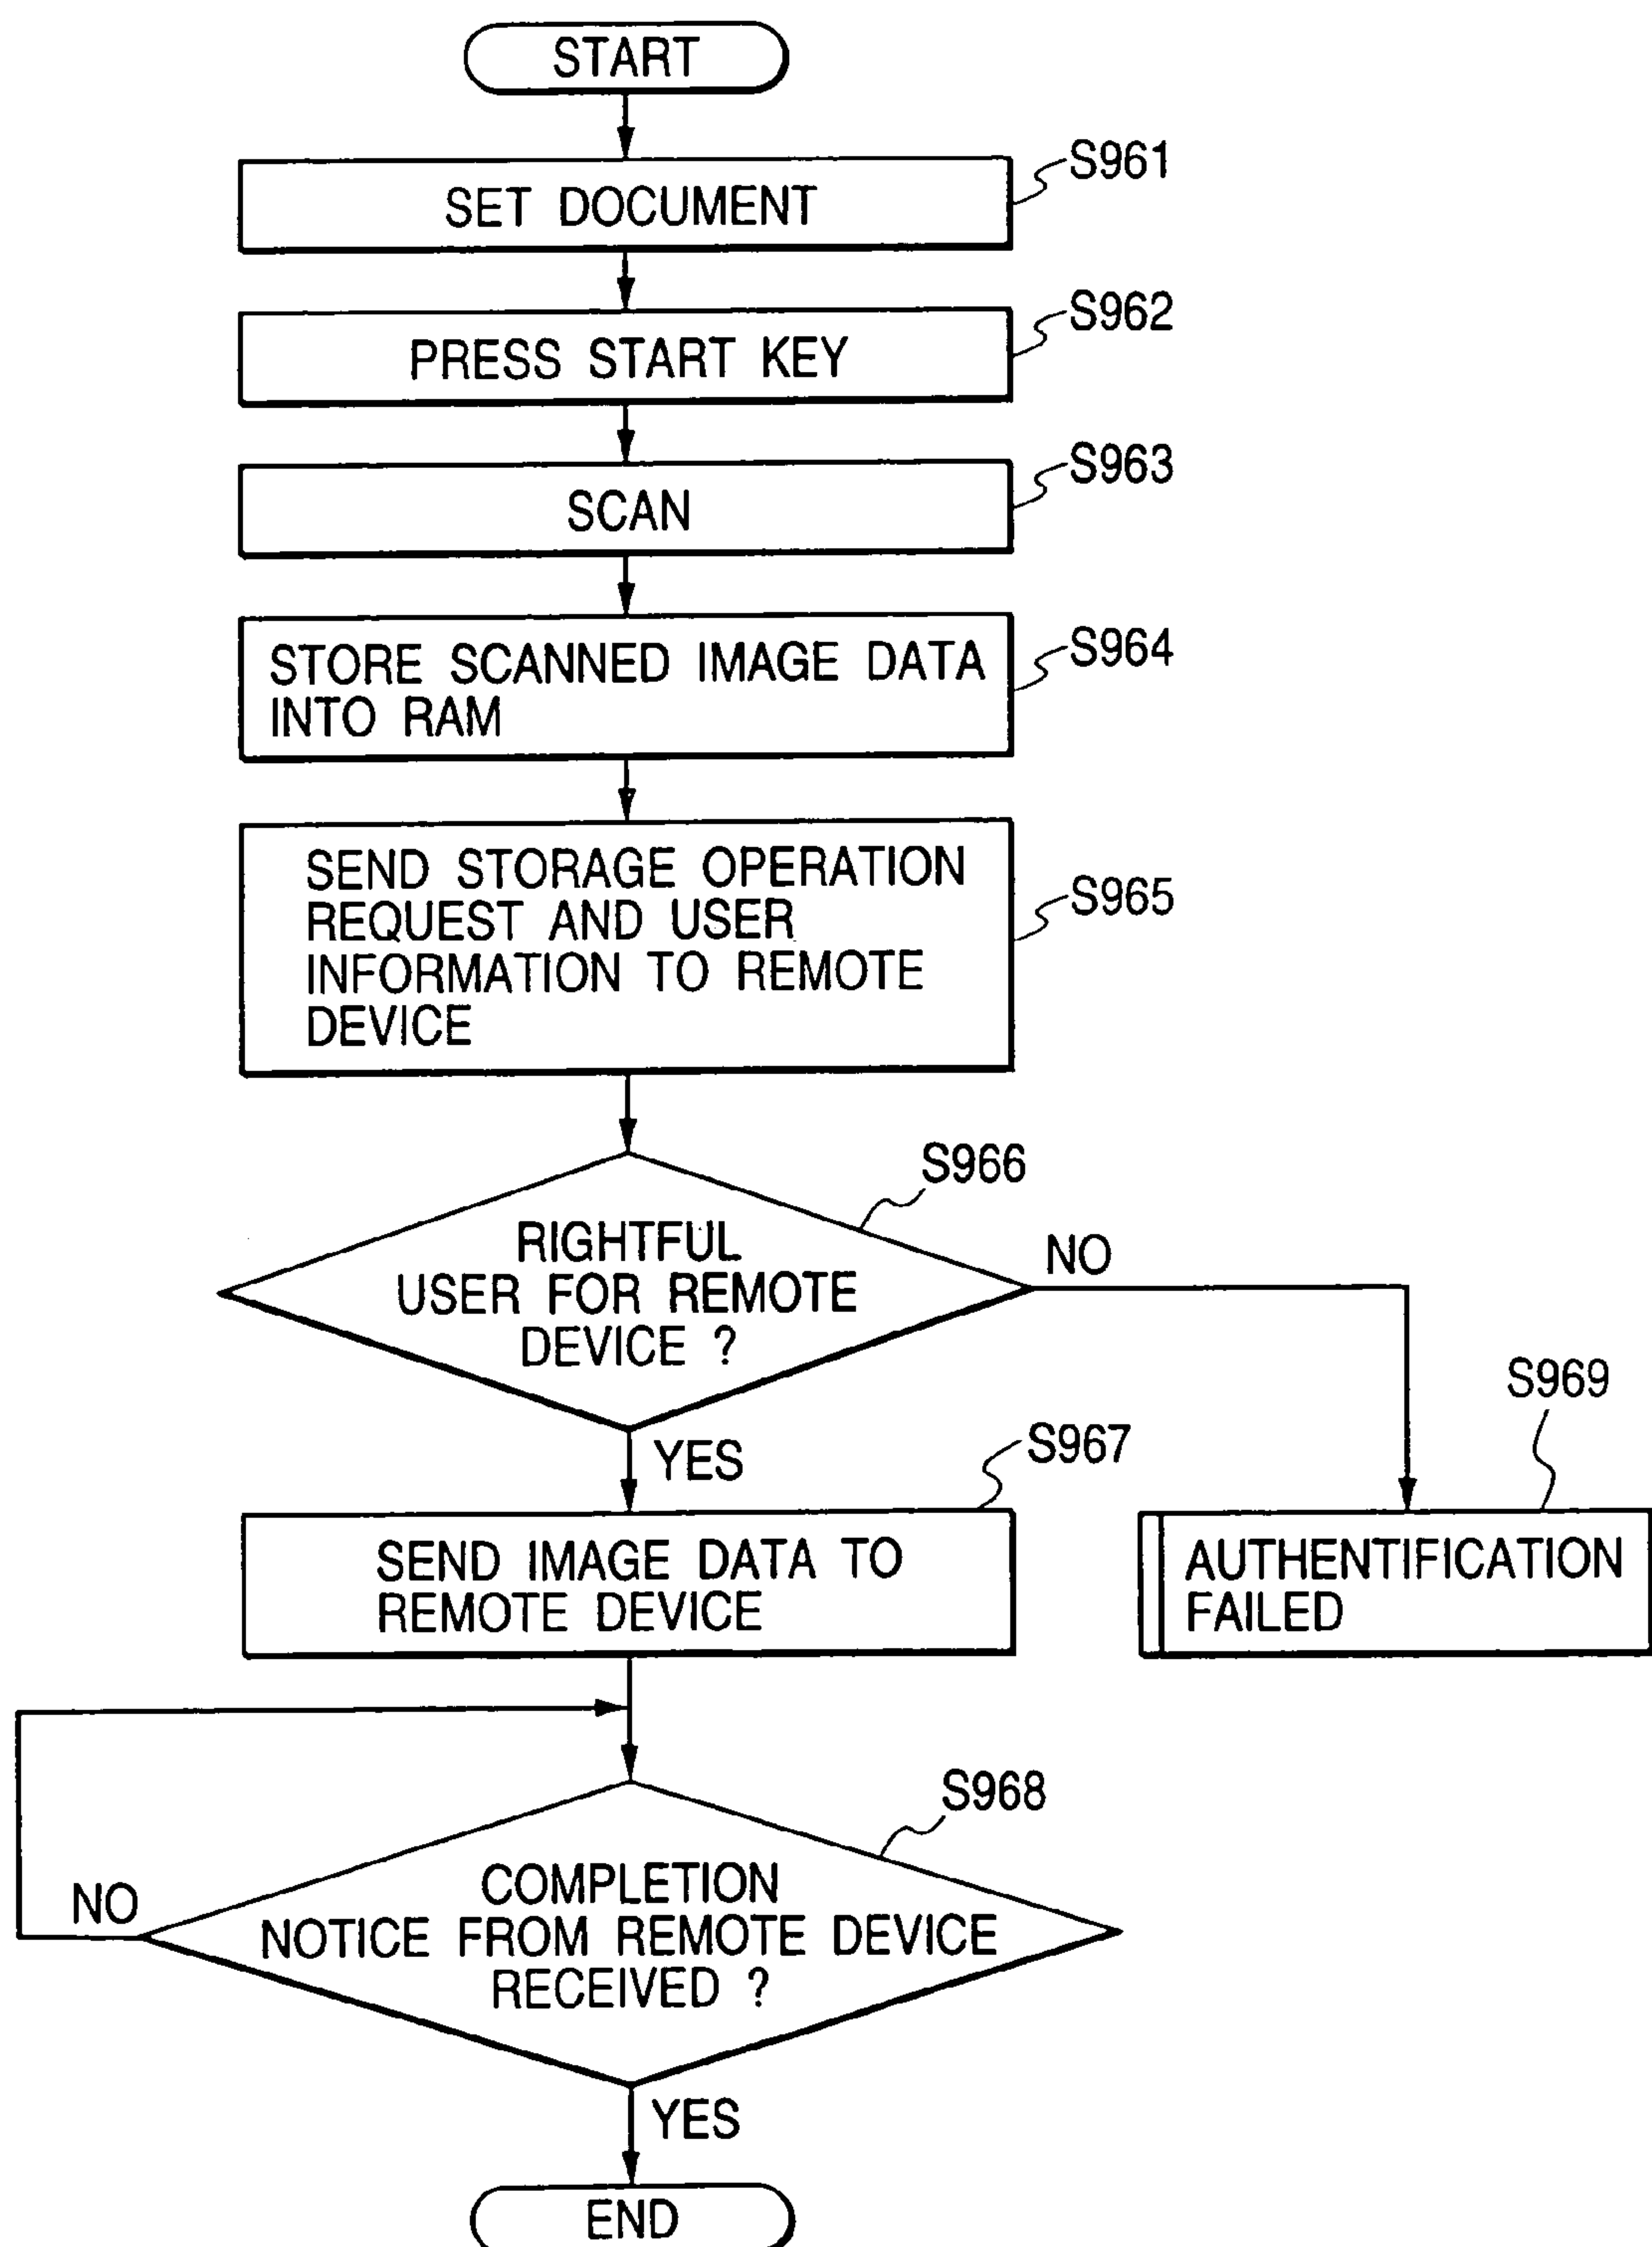 START
S961
SET DOCUMENT
S962
PRESS START KEY
S963
SCAN
S964
STORE SCANNED IMAGE DATA
INTO RAM
S965
SEND STORAGE OPERATION
REQUEST AND USER
INFORMATION TO REMOTE
DEVICE
S966
RIGHTFUL
USER FOR REMOTE
DEVICE ?
NO
YES
S967
SEND IMAGE DATA TO
REMOTE DEVICE
S969
AUTHENTIFICATION
FAILED
S968
COMPLETION
NOTICE FROM REMOTE DEVICE
RECEIVED ?
NO
YES
END